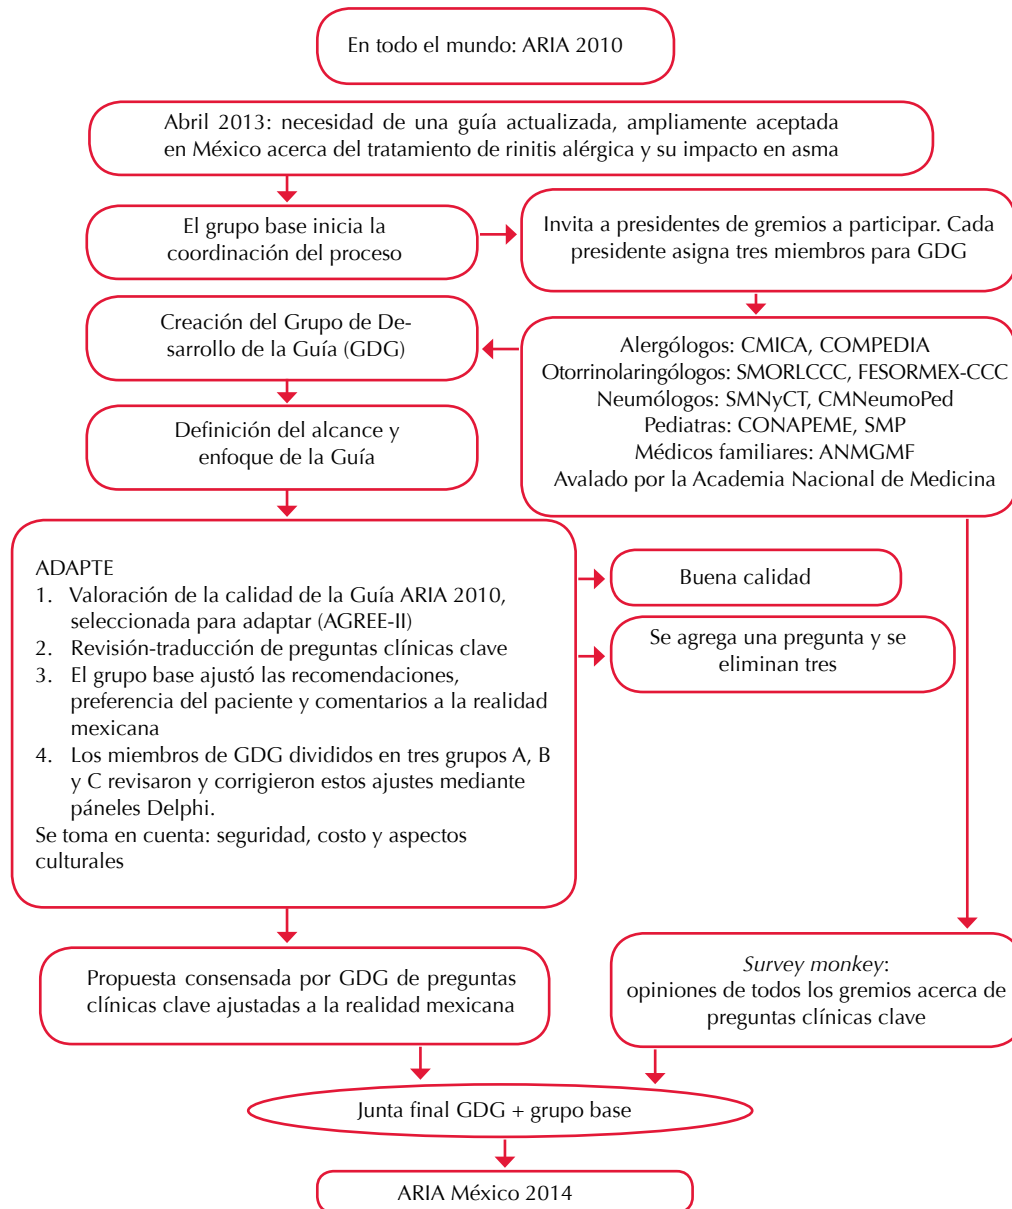 En todo el mundo: ARIA 2010
Abril 2013: necesidad de una guía actualizada, ampliamente aceptada
en México acerca del tratamiento de rinitis alérgica y su impacto en asma
El grupo base inicia la
coordinación del proceso
Invita a presidentes de gremios a participar. Cada
presidente asigna tres miembros para GDG
Creación del Grupo de De-
sarrollo de la Guía (GDG)
Alergólogos: CMICA, COMPEDIA
Otorrinolaringólogos: SMORLCCC, FESORMEX-CCC
Neumólogos: SMNyCT, CMNeumoPed
Pediatras: CONAPEME, SMP
Médicos familiares: ANMGMF
Avalado por la Academia Nacional de Medicina
Definición del alcance y
enfoque de la Guía
ADAPTE
1. Valoración de la calidad de la Guía ARIA 2010,
seleccionada para adaptar (AGREE-II)
2. Revisión-traducción de preguntas clínicas clave
3. El grupo base ajustó las recomendaciones,
preferencia del paciente y comentarios a la realidad
mexicana
4. Los miembros de GDG divididos en tres grupos A, B
y C revisaron y corrigieron estos ajustes mediante
páneles Delphi.
Se toma en cuenta: seguridad, costo y aspectos
culturales
Buena calidad
Se agrega una pregunta y se
eliminan tres
Propuesta consensada por GDG de preguntas
clínicas clave ajustadas a la realidad mexicana
Survey monkey:
opiniones de todos los gremios acerca de
preguntas clínicas clave
Junta final GDG + grupo base
ARIA México 2014